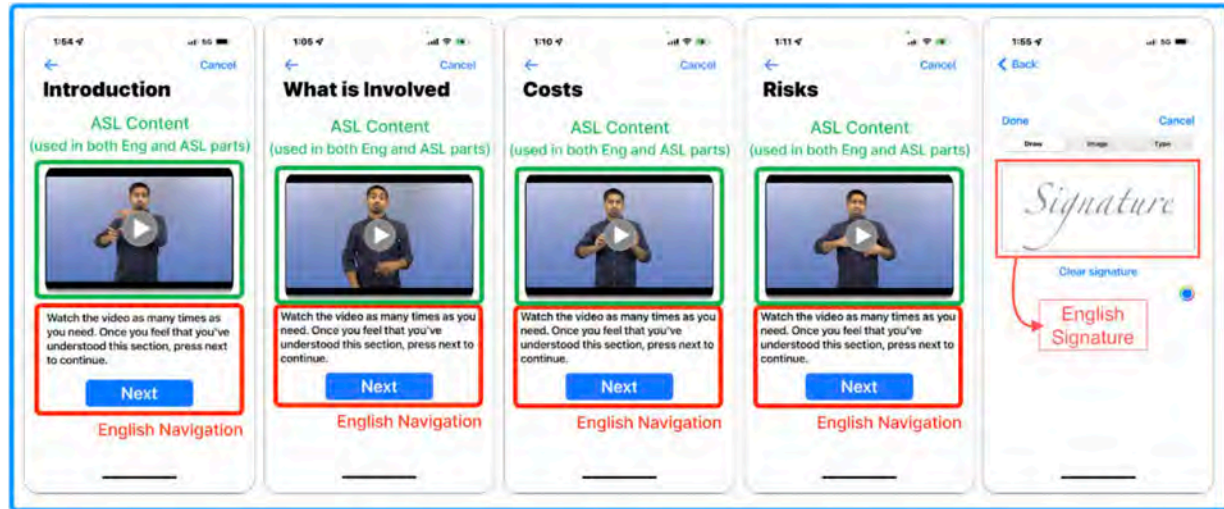 1:54
5G
←
Cancel
Introduction
ASL Content
(used in both Eng and ASL parts)
Watch the video as many times as
you need. Once you feel that you've
understood this section, press next
to continue.
Next
English Navigation
1:05
←
Cancel
What is Involved
ASL Content
(used in both Eng and ASL parts)
Watch the video as many times as you
need. Once you feel that you've
understood this section, press next to
continue.
Next
English Navigation
1:10
←
Cancel
Costs
ASL Content
(used in both Eng and ASL parts)
Watch the video as many times as you
need. Once you feel that you've
understood this section, press next to
continue.
Next
English Navigation
1:11
←
Cancel
Risks
ASL Content
(used in both Eng and ASL parts)
Watch the video as many times as you
need. Once you feel that you've
understood this section, press next to
continue.
Next
English Navigation
1:55
5G
Back
Done
Cancel
Draw Image Type
Signature
Clear signature
English
Signature